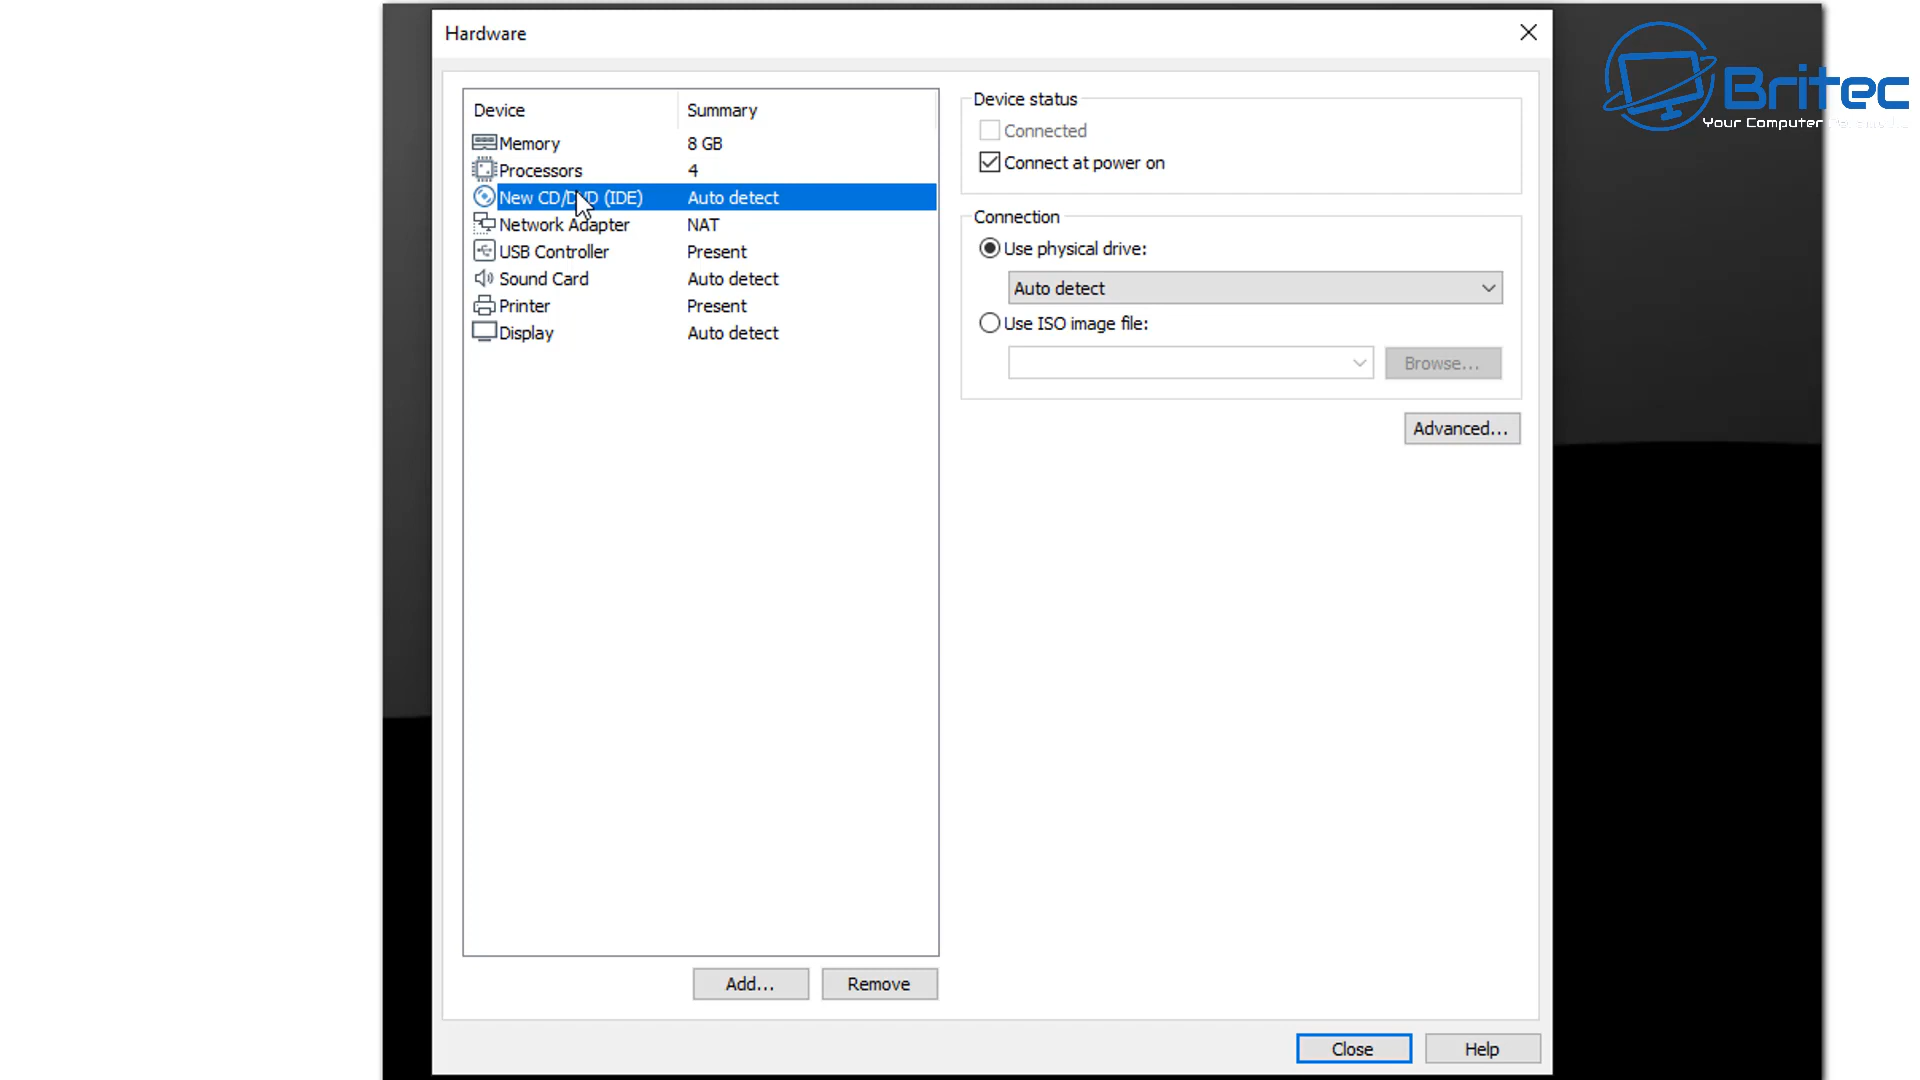 Hardware
Device Summary
Memory 8 GB
Processors 4
New CD/DVD (IDE) Auto detect
Network Adapter NAT
USB Controller Present
Sound Card Auto detect
Printer Present
Display Auto detect
Add...
Remove
Device status
Connected
Connect at power on
Connection
Use physical drive:
Auto detect
Use ISO image file:
Browse...
Advanced...
Close
Help
Britec
Your Computer